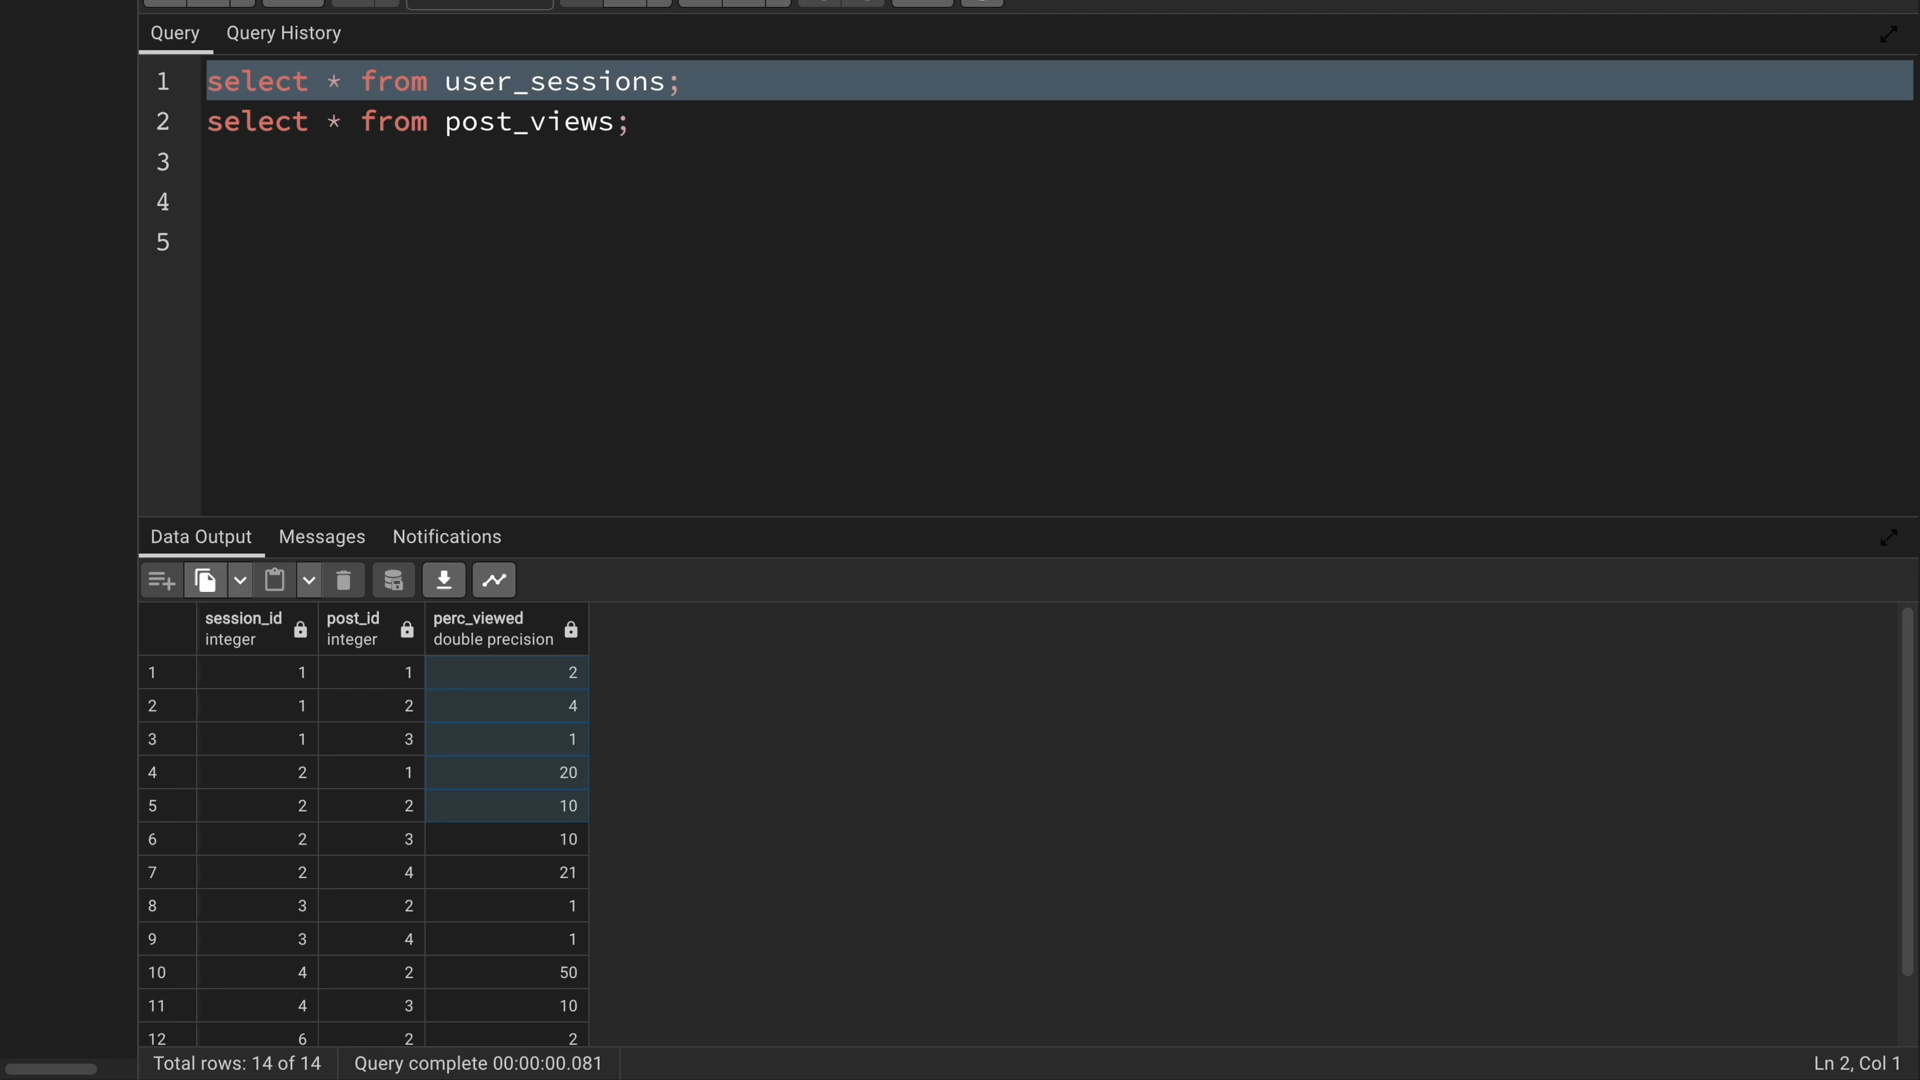 Query Query History
1 select * from user_sessions;
2 select * from post_views;
3
4
5
Data Output Messages Notifications
session_id post_id perc_viewed
integer integer double precision
1 1 1 2
2 1 2 4
3 1 3 1
4 2 1 20
5 2 2 10
6 2 3 10
7 2 4 21
8 3 2 1
9 3 4 1
10 4 2 50
11 4 3 10
12 6 2 2
Total rows: 14 of 14 Query complete 00:00:00.081 Ln 2, Col 1